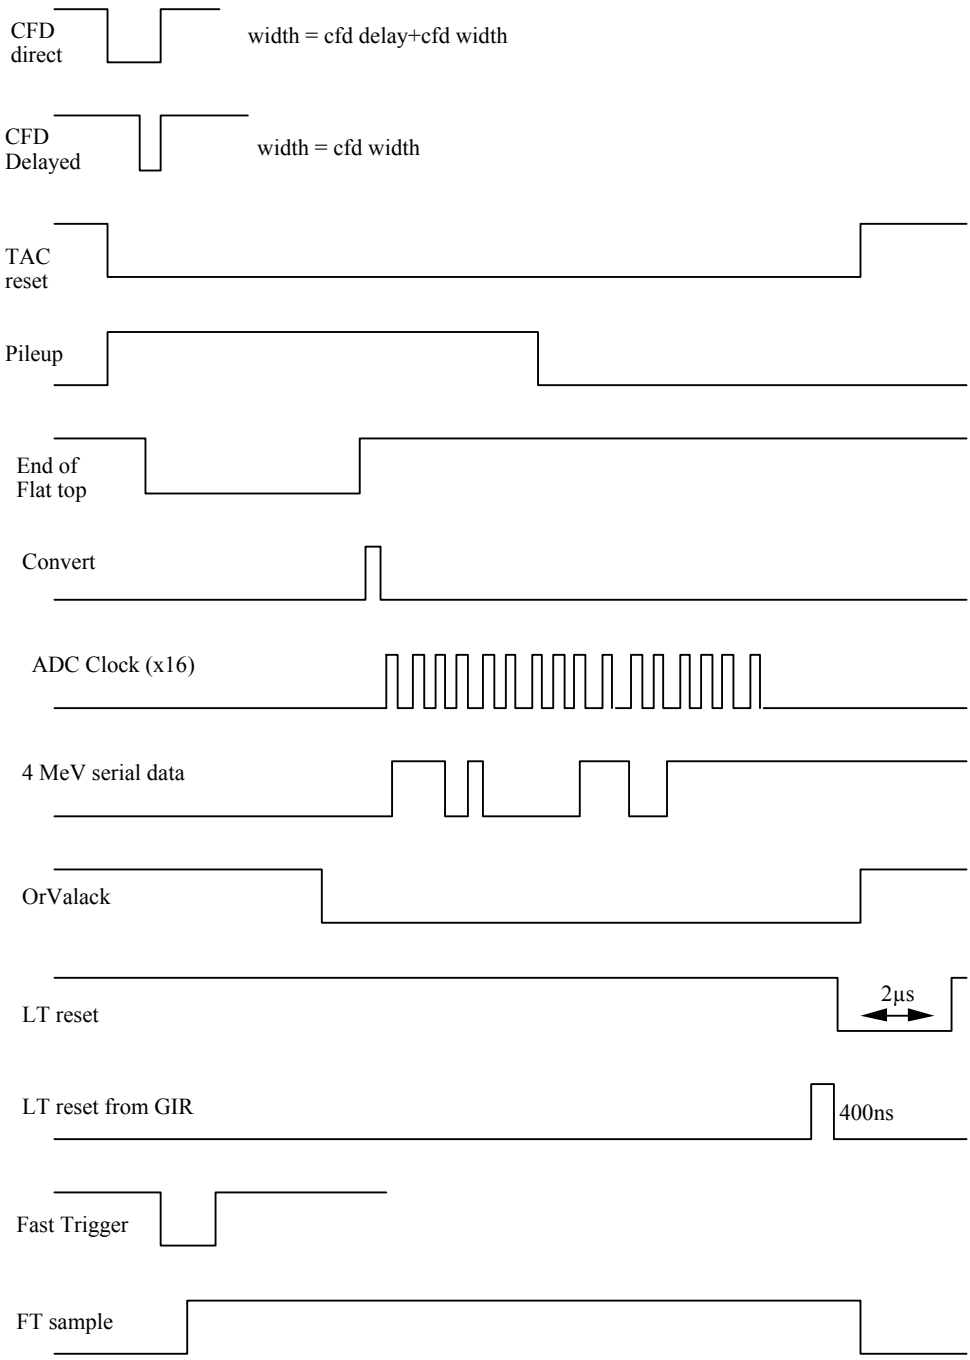 CFD
direct
width = cfd delay+cfd width
CFD
Delayed
width = cfd width
TAC
reset
Pileup
End of
Flat top
Convert
ADC Clock (x16)
4 MeV serial data
OrValack
LT reset
2µs
LT reset from GIR
400ns
Fast Trigger
FT sample